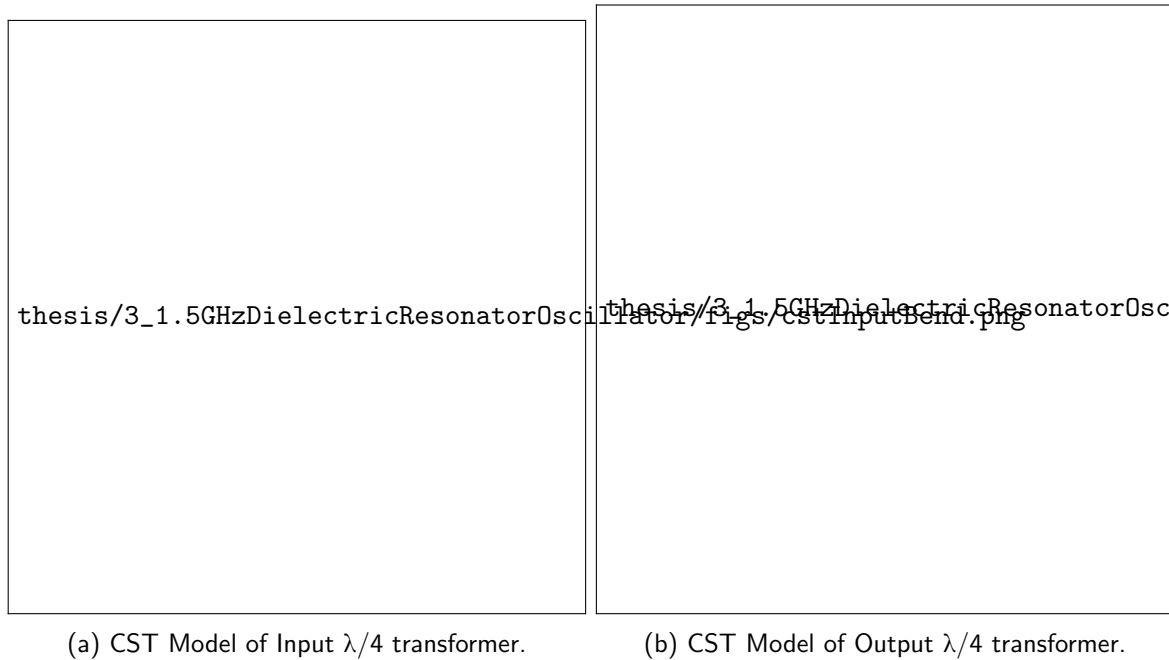 thesis/3_1.5GHzDielectricResonatorOscillator/figs/cstInputBend.png
thesis/3_1.5GHzDielectricResonatorOsc
(a) CST Model of Input λ/4 transformer.
(b) CST Model of Output λ/4 transformer.